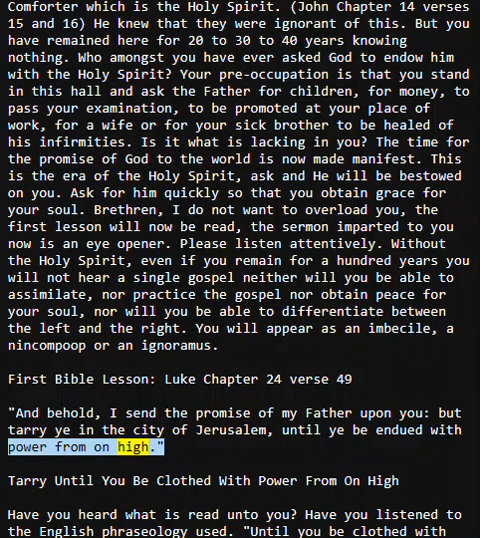 Comforter which is the Holy Spirit. (John Chapter 14 verses
15 and 16) He knew that they were ignorant of this. But you
have remained here for 20 to 30 to 40 years knowing
nothing. Who amongst you have ever asked God to endow him
with the Holy Spirit? Your pre-occupation is that you stand
in this hall and ask the Father for children, for money, to
pass your examination, to be promoted at your place of
work, for a wife or for your sick brother to be healed of
his infirmities. Is it what is lacking in you? The time for
the promise of God to the world is now made manifest. This
is the era of the Holy Spirit, ask and He will be bestowed
on you. Ask for him quickly so that you obtain grace for
your soul. Brethren, I do not want to overload you, the
first lesson will now be read, the sermon imparted to you
now is an eye opener. Please listen attentively. Without
the Holy Spirit, even if you remain for a hundred years you
will not hear a single gospel neither will you be able to
assimilate, nor practice the gospel nor obtain peace for
your soul, nor will you be able to differentiate between
the left and the right. You will appear as an imbecile, a
nincompoop or an ignoramus.
First Bible Lesson: Luke Chapter 24 verse 49
"And behold, I send the promise of my Father upon you: but
tarry ye in the city of Jerusalem, until ye be endued with
power from on high."
Tarry Until You Be Clothed With Power From On High
Have you heard what is read unto you? Have you listened to
the English phraseology used. "Until you be clothed with